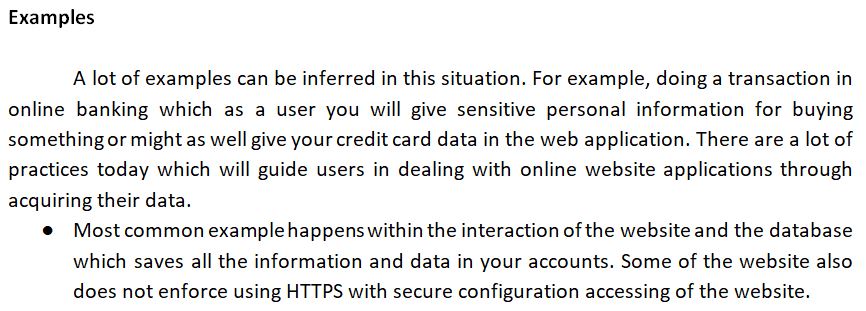 Examples
A lot of examples can be inferred in this situation. For example, doing a transaction in
online banking which as a user you will give sensitive personal information for buying
something or might as well give your credit card data in the web application. There are a lot of
practices today which will guide users in dealing with online website applications through
acquiring their data.
● Most common example happens within the interaction of the website and the database
which saves all the information and data in your accounts. Some of the website also
does not enforce using HTTPS with secure configuration accessing of the website.